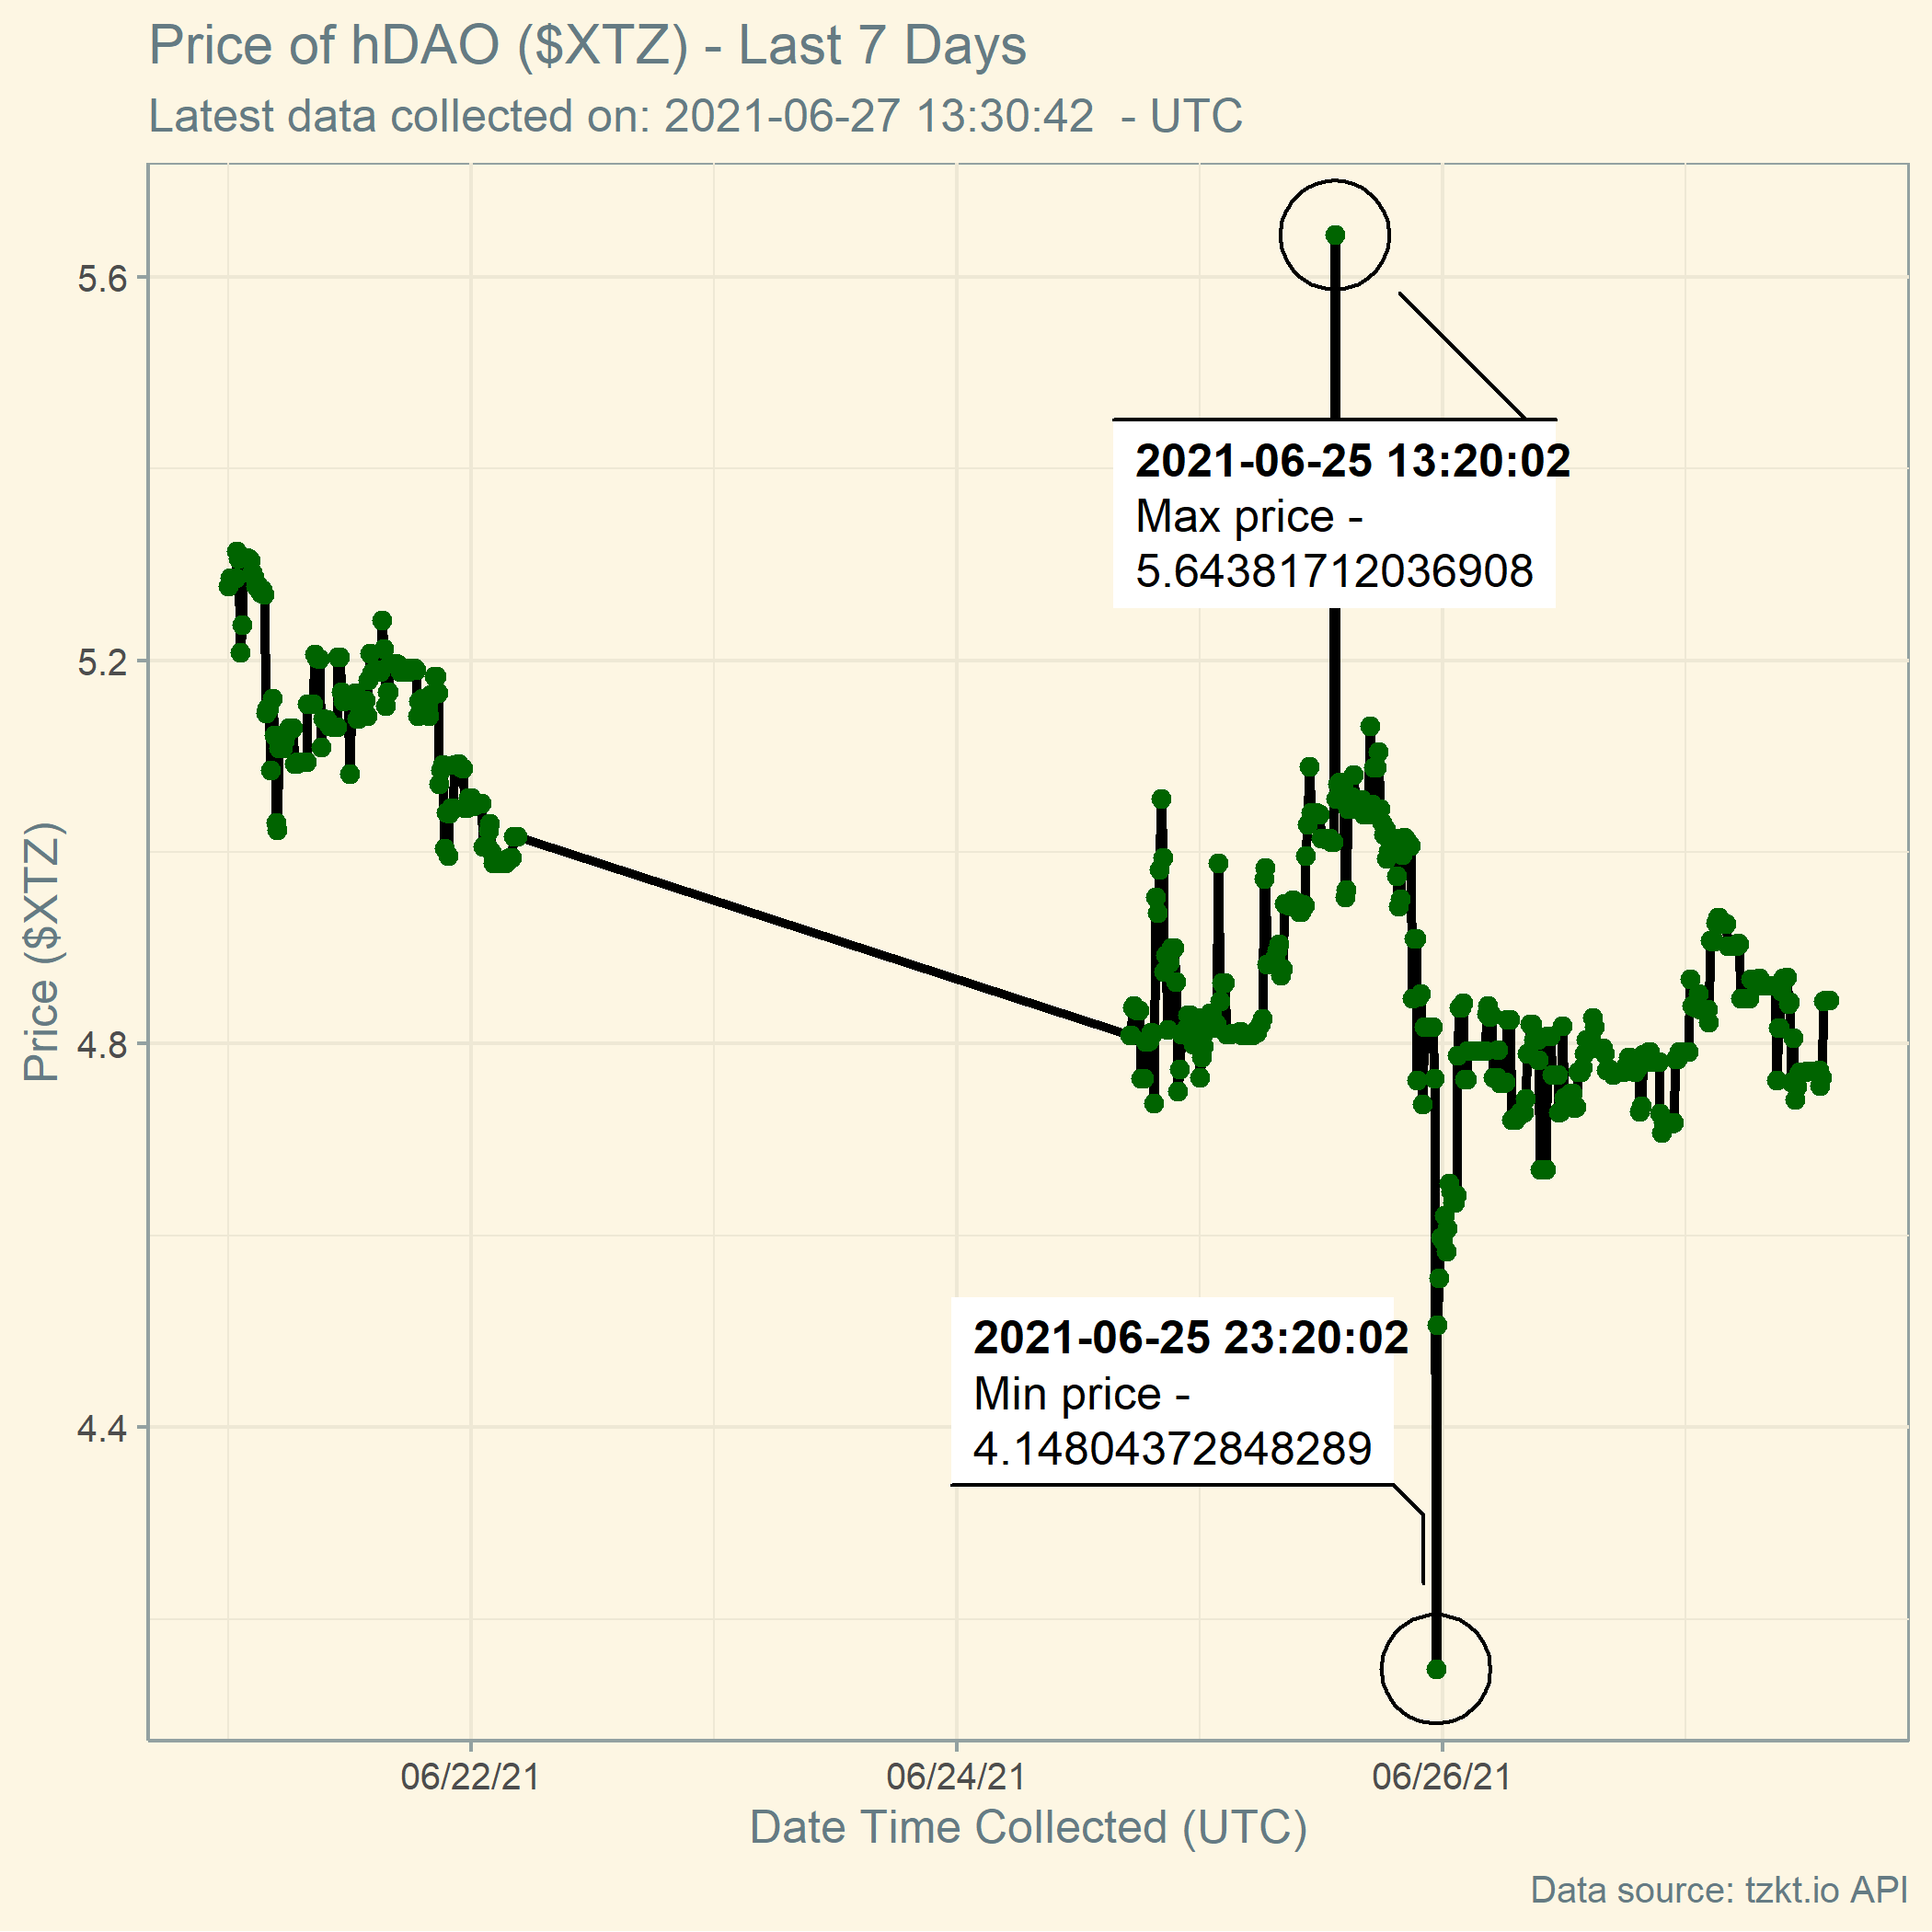 Price of hDAO ($XTZ) - Last 7 Days
Latest data collected on: 2021-06-27 13:30:42  - UTC
5.6
5.2
4.8
4.4
Price ($XTZ)
2021-06-25 13:20:02
Max price -
5.64381712036908
2021-06-25 23:20:02
Min price -
4.14804372848289
06/22/21
06/24/21
06/26/21
Date Time Collected (UTC)
Data source: tzkt.io API